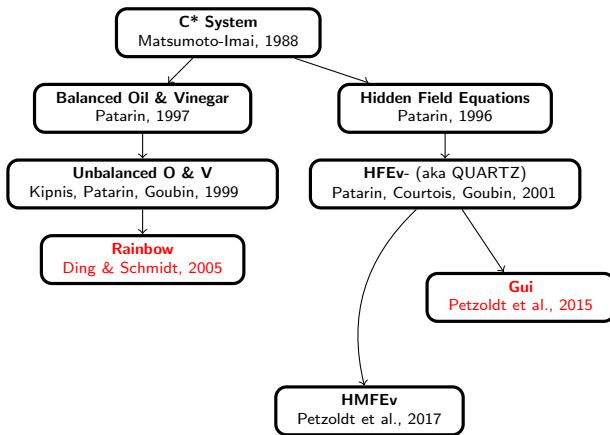 C* System
Matsumoto-Imai, 1988
Balanced Oil & Vinegar
Patarin, 1997
Hidden Field Equations
Patarin, 1996
Unbalanced O & V
Kipnis, Patarin, Goubin, 1999
HFEv- (aka QUARTZ)
Patarin, Courtois, Goubin, 2001
Rainbow
Ding & Schmidt, 2005
Gui
Petzoldt et al., 2015
HMFEv
Petzoldt et al., 2017